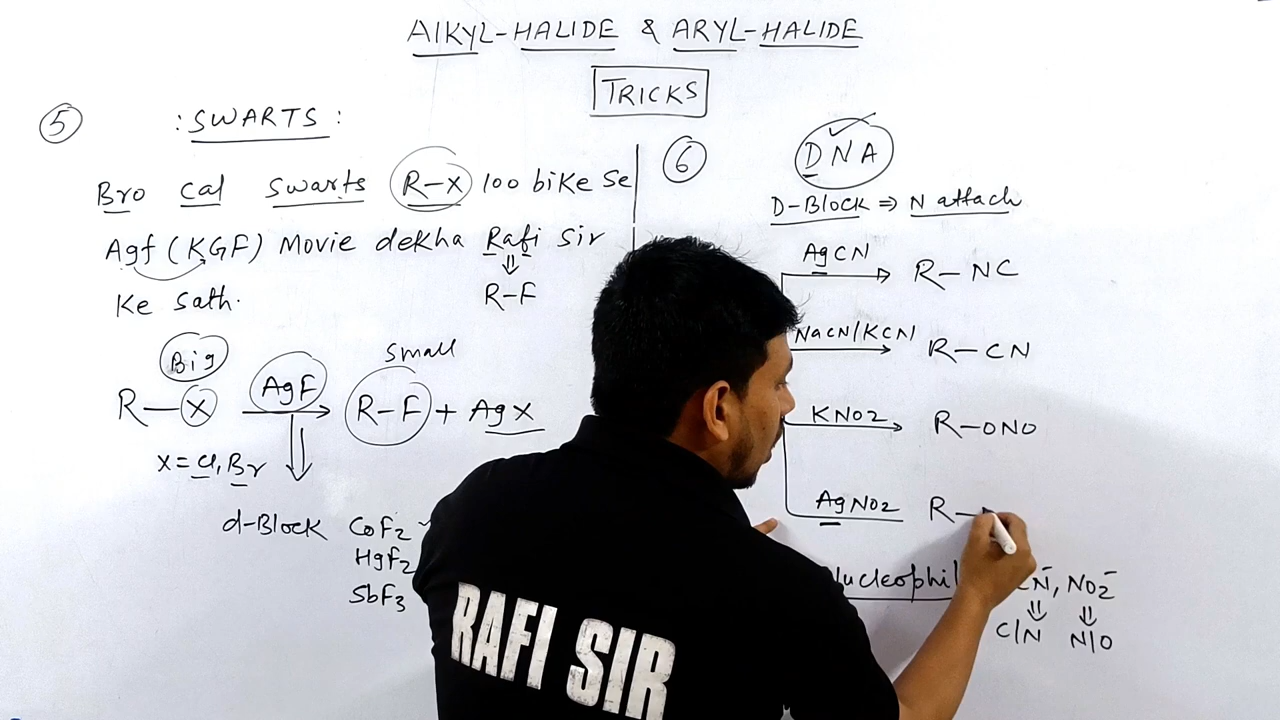 AlKyL-HALIDE & ARYL-HALIDE
TRICKS
5 : SWARTS :
Bro cal swarts R-X 100 bike se
Agf (KGF) Movie dekha Rafi sir
⇓
R-F
Ke sath.
Big
small
R-X AgF R-F + Agx
x = Cl, Br
d-Block CoF2
HgF2
SbF3
6 DNA
D-Block ⇒ N attach
AgCN R-NC
NaCN/KCN R-CN
KNO2 R-ONO
AgNO2 R-
Nucleophil
N⁻, NO2⁻
⇓ ⇓
C/N N/O
RAFI SIR